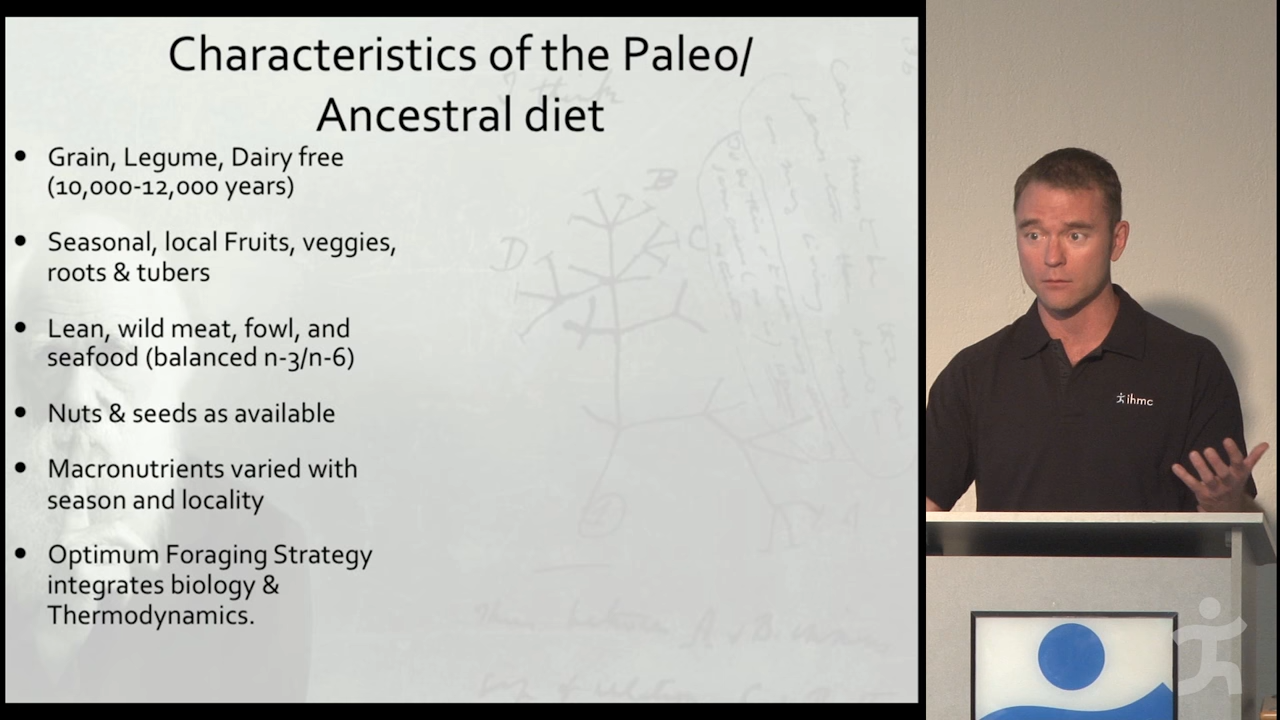 Characteristics of the Paleo/
Ancestral diet
• Grain, Legume, Dairy free
(10,000-12,000 years)
• Seasonal, local Fruits, veggies,
roots & tubers
• Lean, wild meat, fowl, and
seafood (balanced n-3/n-6)
• Nuts & seeds as available
• Macronutrients varied with
season and locality
• Optimum Foraging Strategy
integrates biology &
Thermodynamics.
I think
B
D
C
A
ihmc